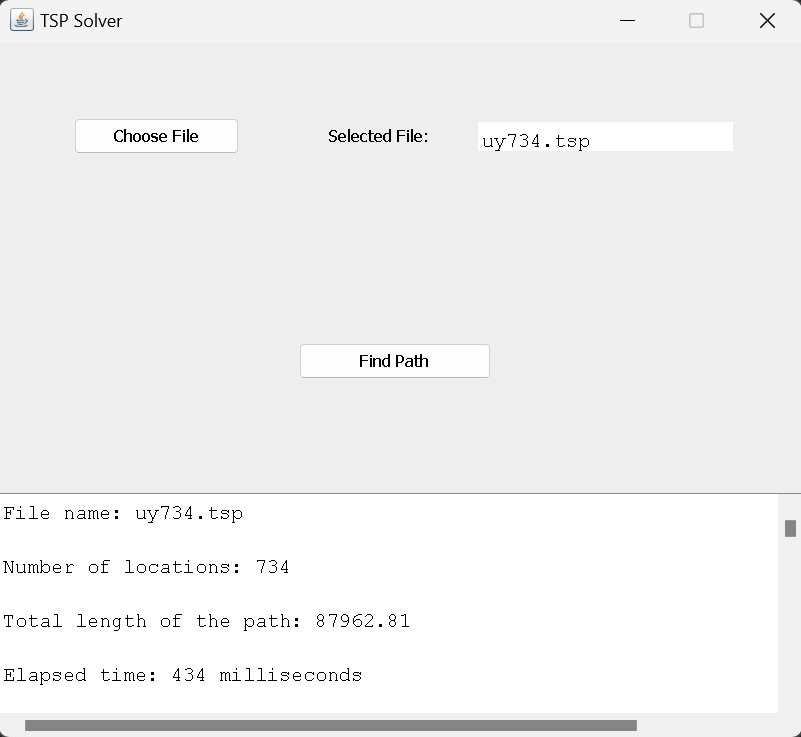 TSP Solver
Choose File
Selected File:
uy734.tsp
Find Path
File name: uy734.tsp
Number of locations: 734
Total length of the path: 87962.81
Elapsed time: 434 milliseconds